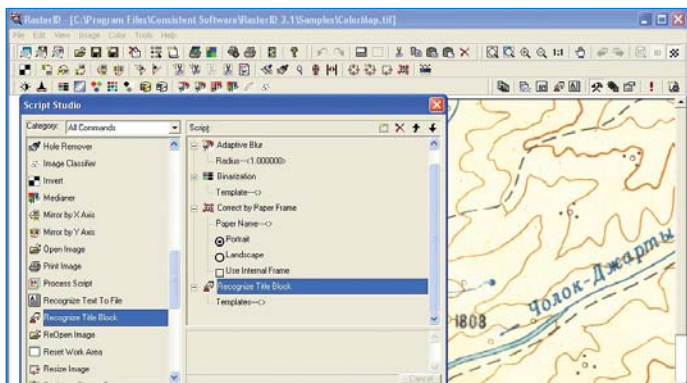 RasterID - [C:\Program Files\Consistent Software\RasterID 3.1\Samples\ColorMap.tif]
File Edit View Image Color Tools Help
Script Studio
Category: All Commands
Script
Hole Remover
Image Classifier
Invert
Medianer
Mirror by X Axis
Mirror by Y Axis
Open Image
Print Image
Process Script
Recognize Text To File
Recognize Title Block
ReOpen Image
Reset Work Area
Resize Image
Adaptive Blur
Radius--<1.000000>
Binarization
Template--<>
Correct by Paper Frame
Paper Name--<>
Portrait
Landscape
Use Internal Frame
Recognize Title Block
Templates--<>
Cancel
1808
Чолок-Джарты